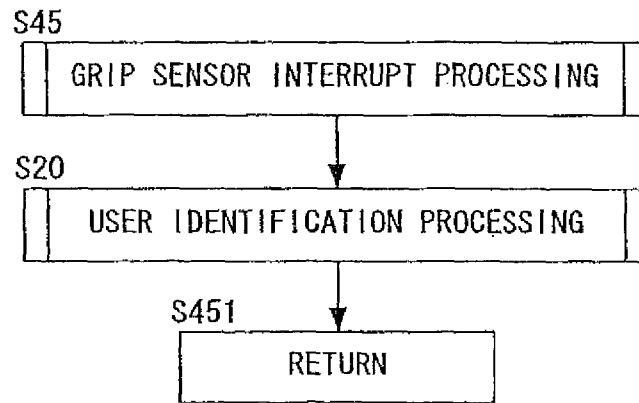 S45
GRIP SENSOR INTERRUPT PROCESSING
S20
USER IDENTIFICATION PROCESSING
S451
RETURN